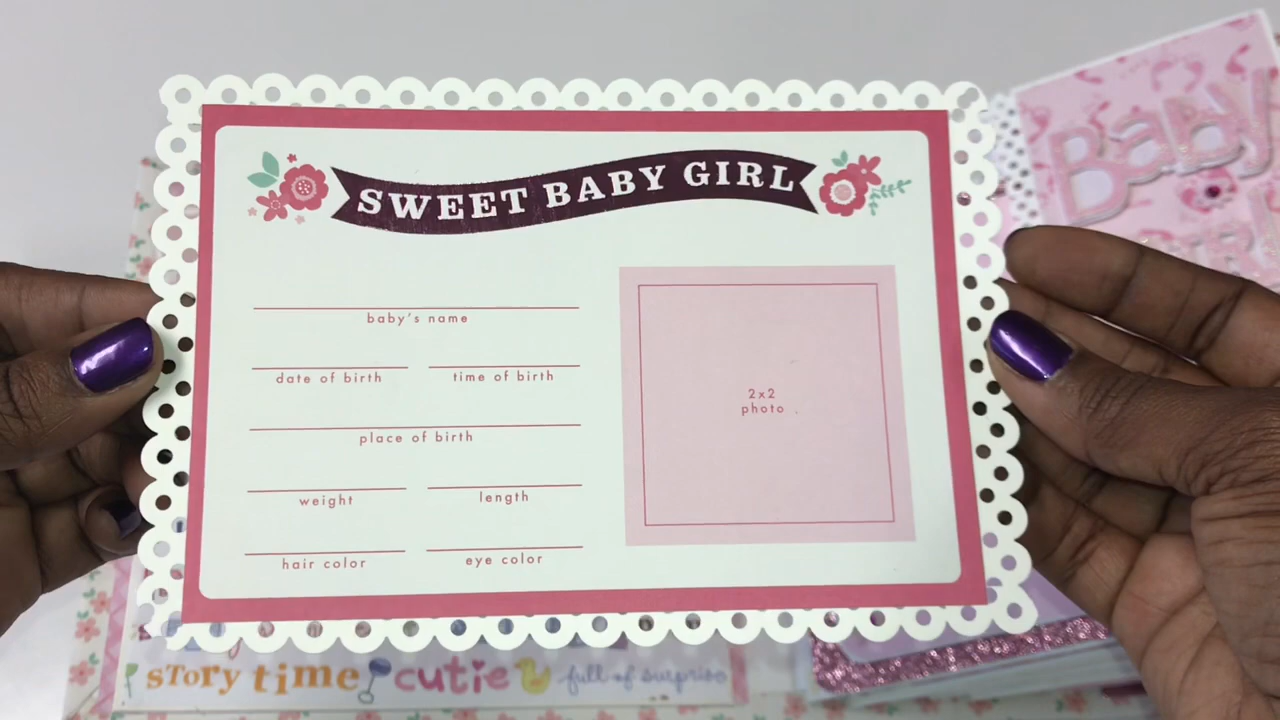 SWEET BABY GIRL
baby's name
date of birth
time of birth
place of birth
weight
length
hair color
eye color
2x2
photo
Baby
story time cutie full of surprise